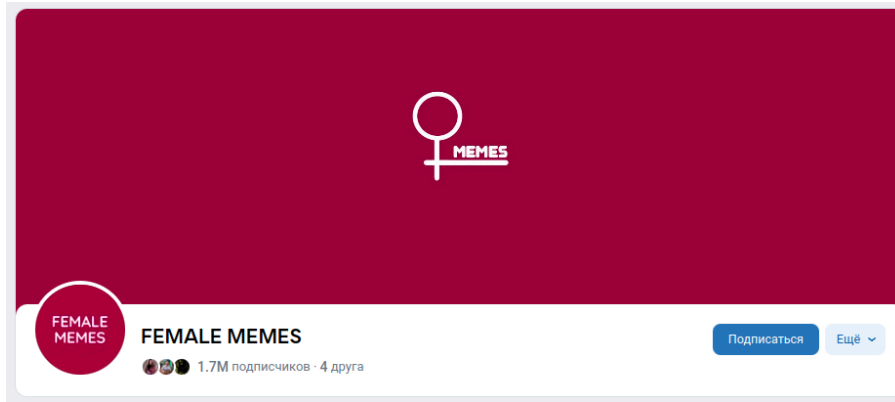 MEMES
FEMALE
MEMES
FEMALE MEMES
1.7M подписчиков · 4 друга
Подписаться
Ещё